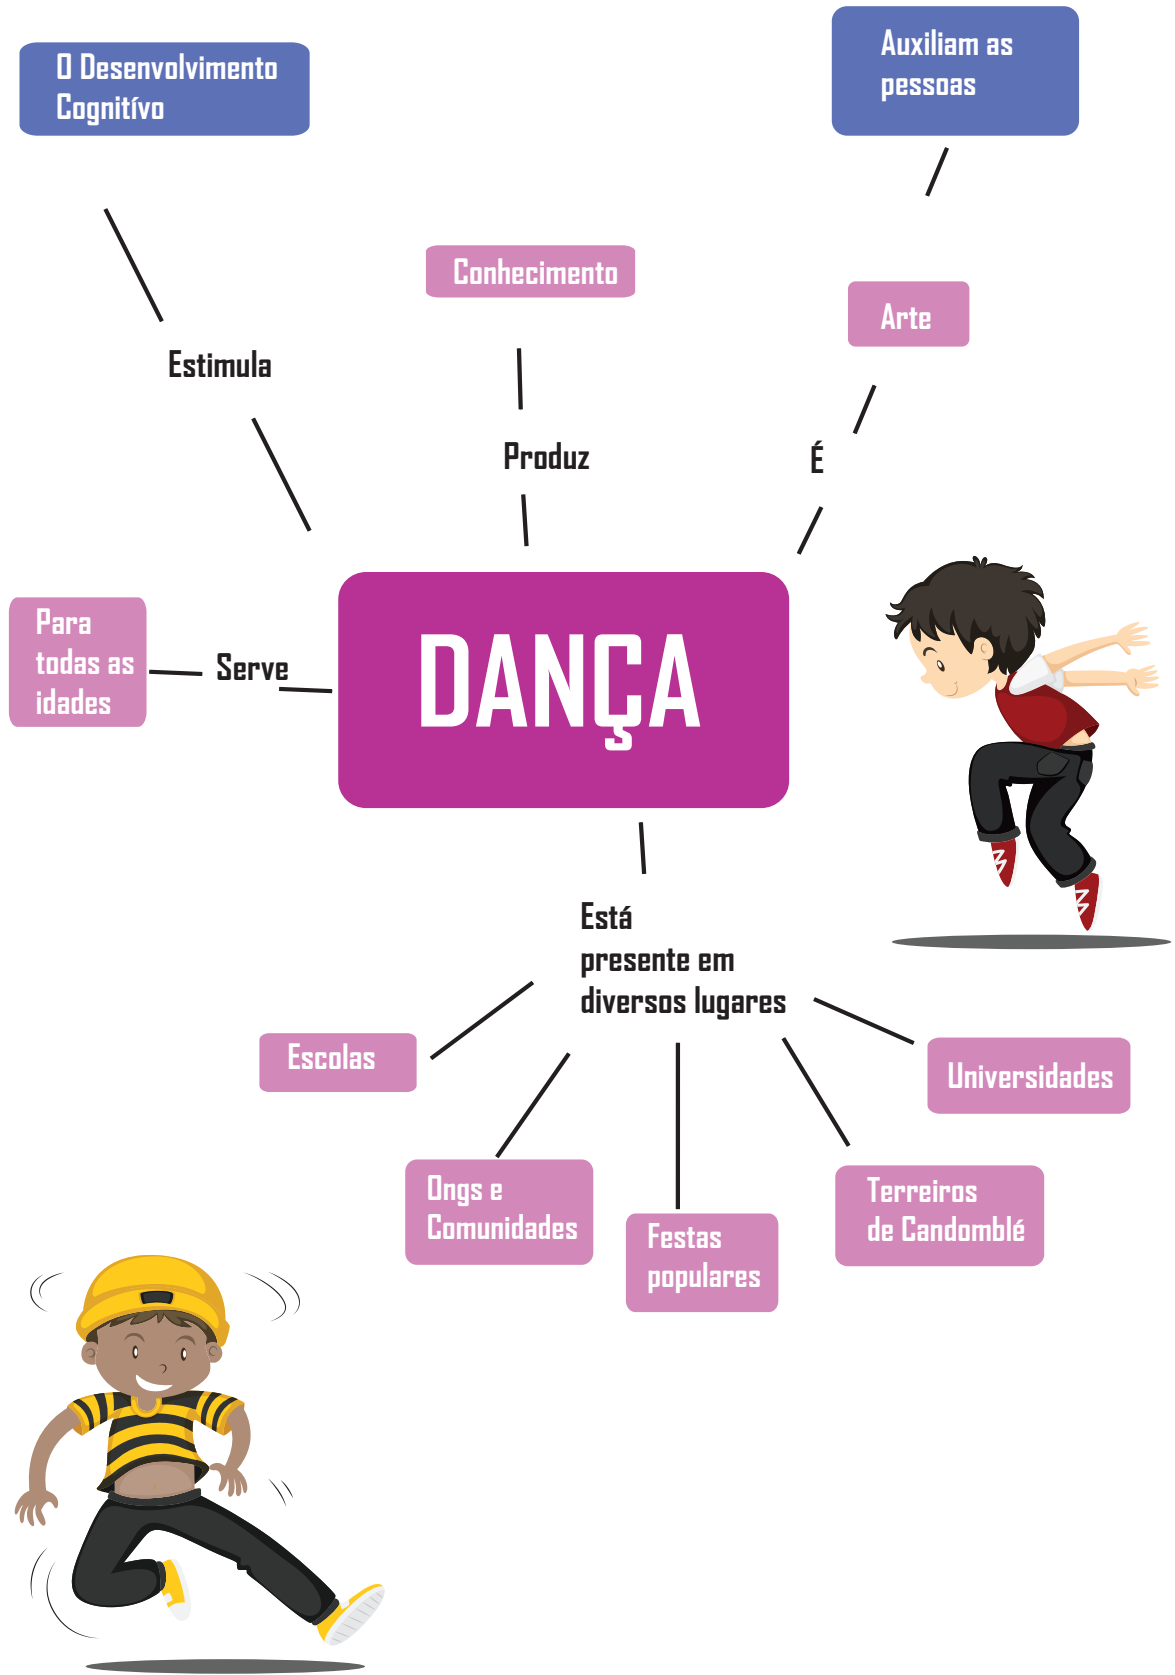 O Desenvolvimento
Cognitívo
Auxiliam as
pessoas
Conhecimento
Arte
Estimula
Produz
É
Para
todas as
idades
Serve
DANÇA
Está
presente em
diversos lugares
Escolas
Universidades
Ongs e
Comunidades
Festas
populares
Terreiros
de Candomblé